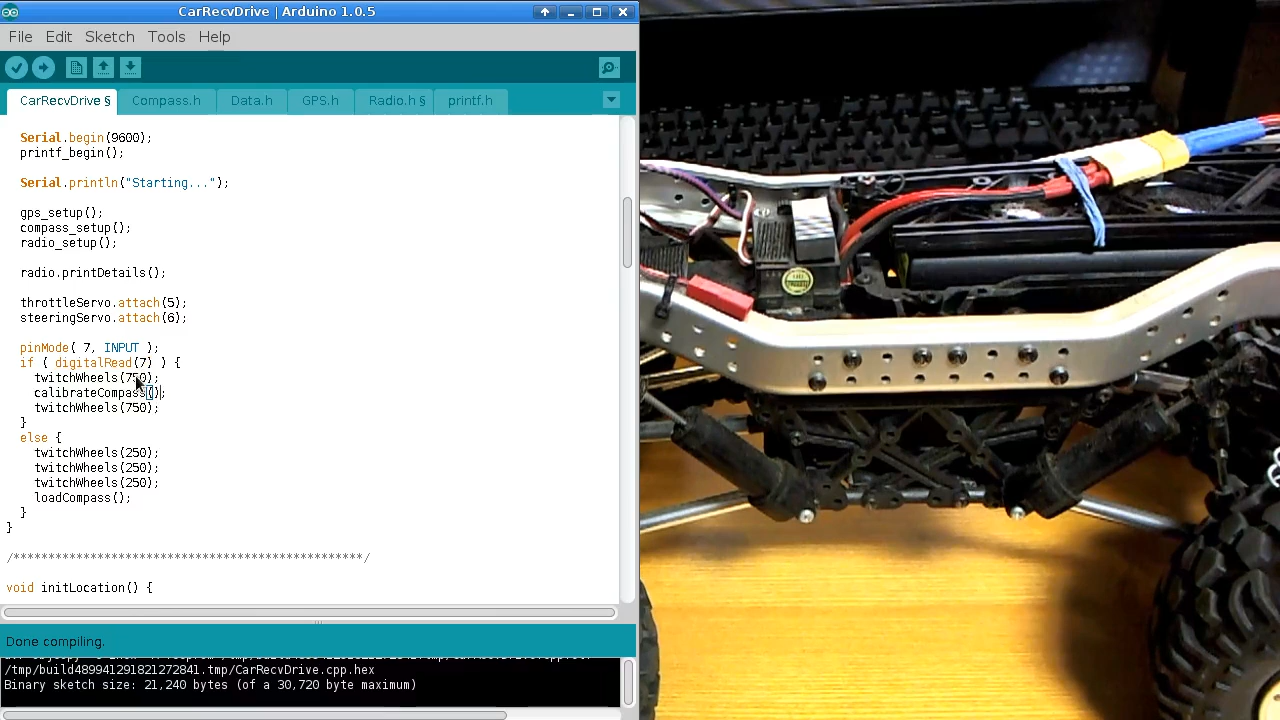 CarRecvDrive | Arduino 1.0.5
File Edit Sketch Tools Help
CarRecvDrive § Compass.h Data.h GPS.h Radio.h § printf.h
Serial.begin(9600);
printf_begin();
Serial.println("Starting...");
gps_setup();
compass_setup();
radio_setup();
radio.printDetails();
throttleServo.attach(5);
steeringServo.attach(6);
pinMode( 7, INPUT );
if ( digitalRead(7) ) {
twitchWheels(750);
calibrateCompass();
twitchWheels(750);
}
else {
twitchWheels(250);
twitchWheels(250);
twitchWheels(250);
loadCompass();
}
}
/**************************************************/
void initLocation() {
Done compiling.
/tmp/build489941291821272841.tmp/CarRecvDrive.cpp.hex
Binary sketch size: 21,240 bytes (of a 30,720 byte maximum)